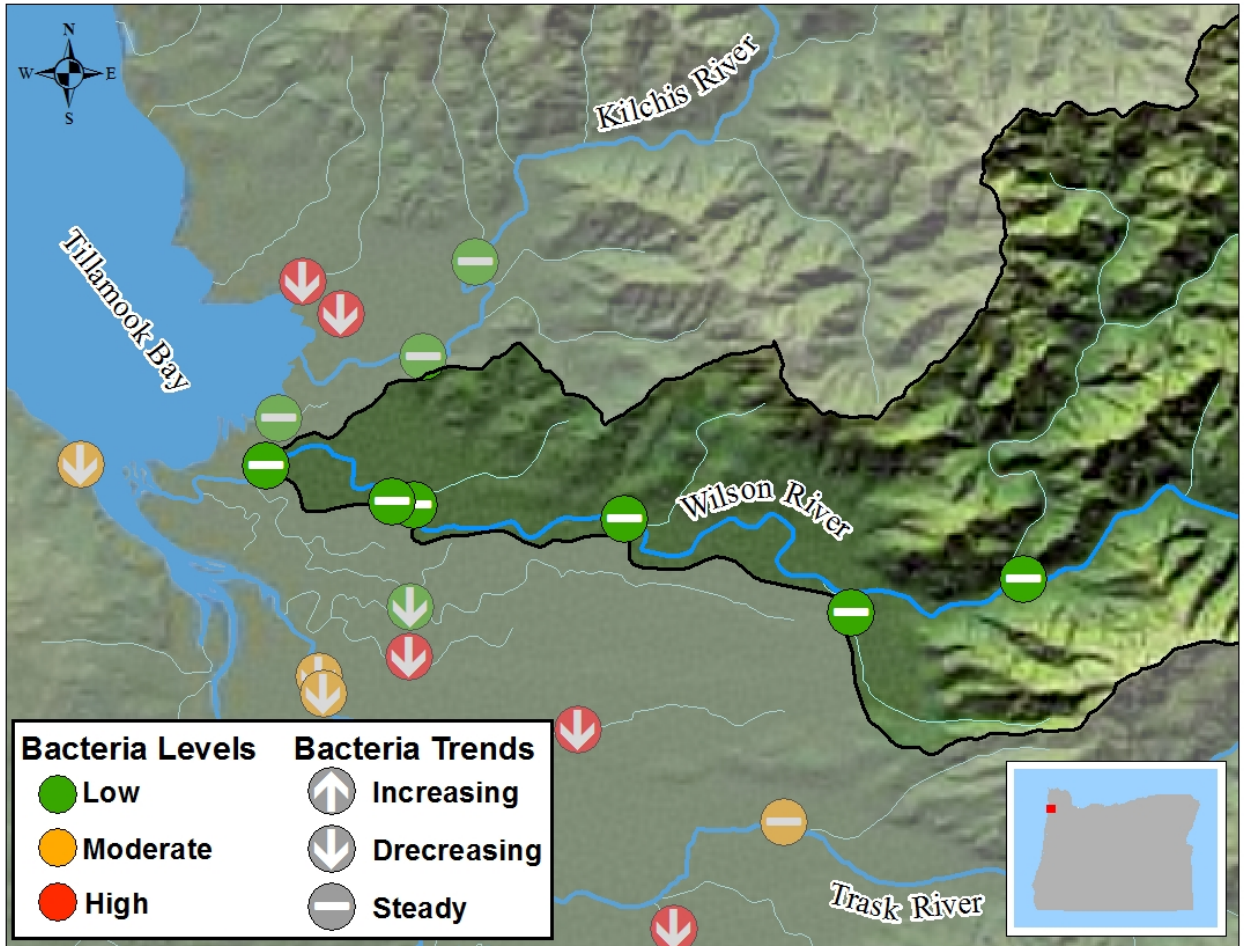 N
W E
S
Kilchis River
Tillamook Bay
Wilson River
Bacteria Levels
Low
Moderate
High
Bacteria Trends
Increasing
Drecreasing
Steady
Trask River